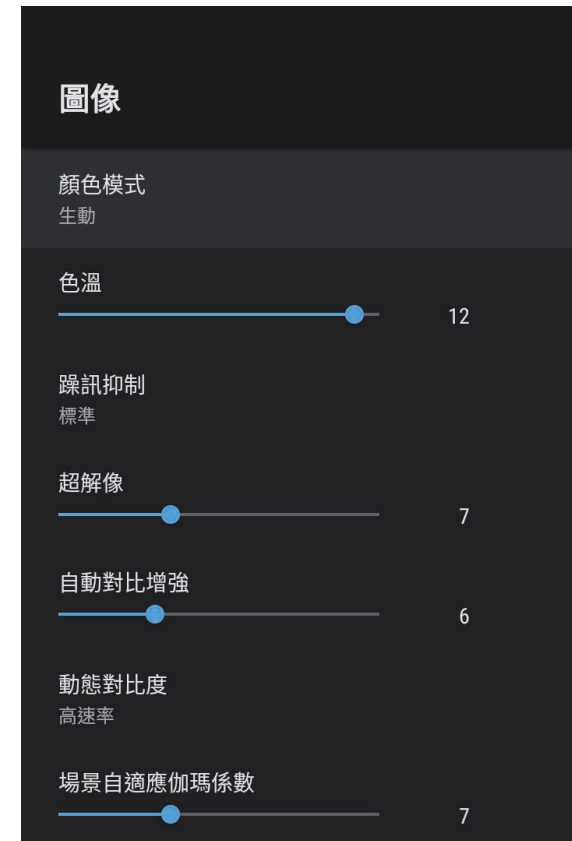 圖像
顏色模式
生動
色溫
12
躁訊抑制
標準
超解像
7
自動對比增強
6
動態對比度
高速率
場景自適應伽瑪係數
7